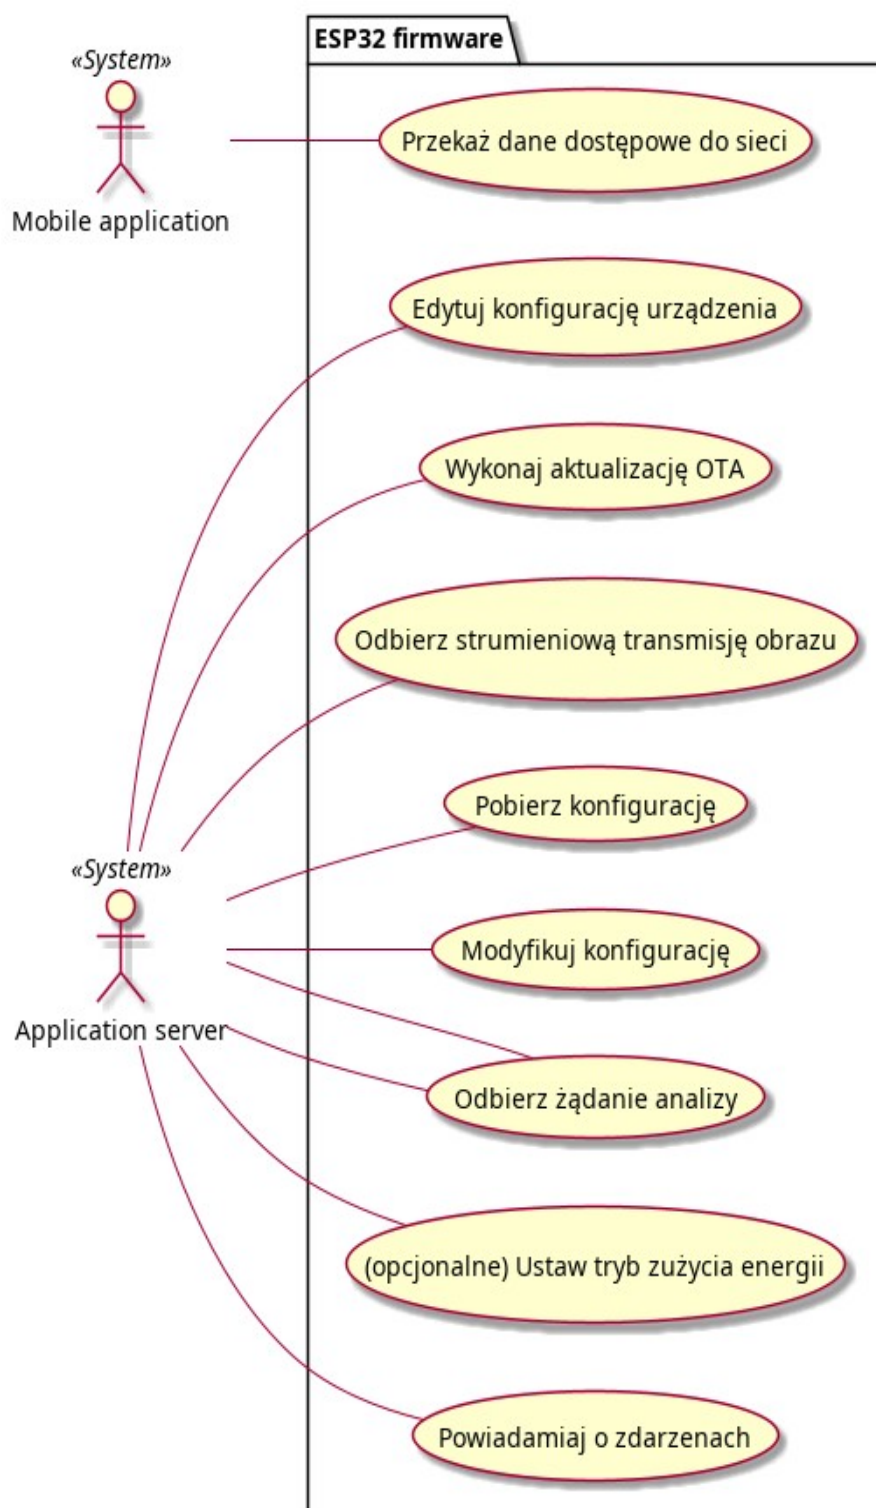 ESP32 firmware
«System»
Mobile application
Przekaż dane dostępowe do sieci
Edytuj konfigurację urządzenia
Wykonaj aktualizację OTA
Odbierz strumieniową transmisję obrazu
Pobierz konfigurację
«System»
Application server
Modyfikuj konfigurację
Odbierz żądanie analizy
(opcjonalne) Ustaw tryb zużycia energii
Powiadamiaj o zdarzenach